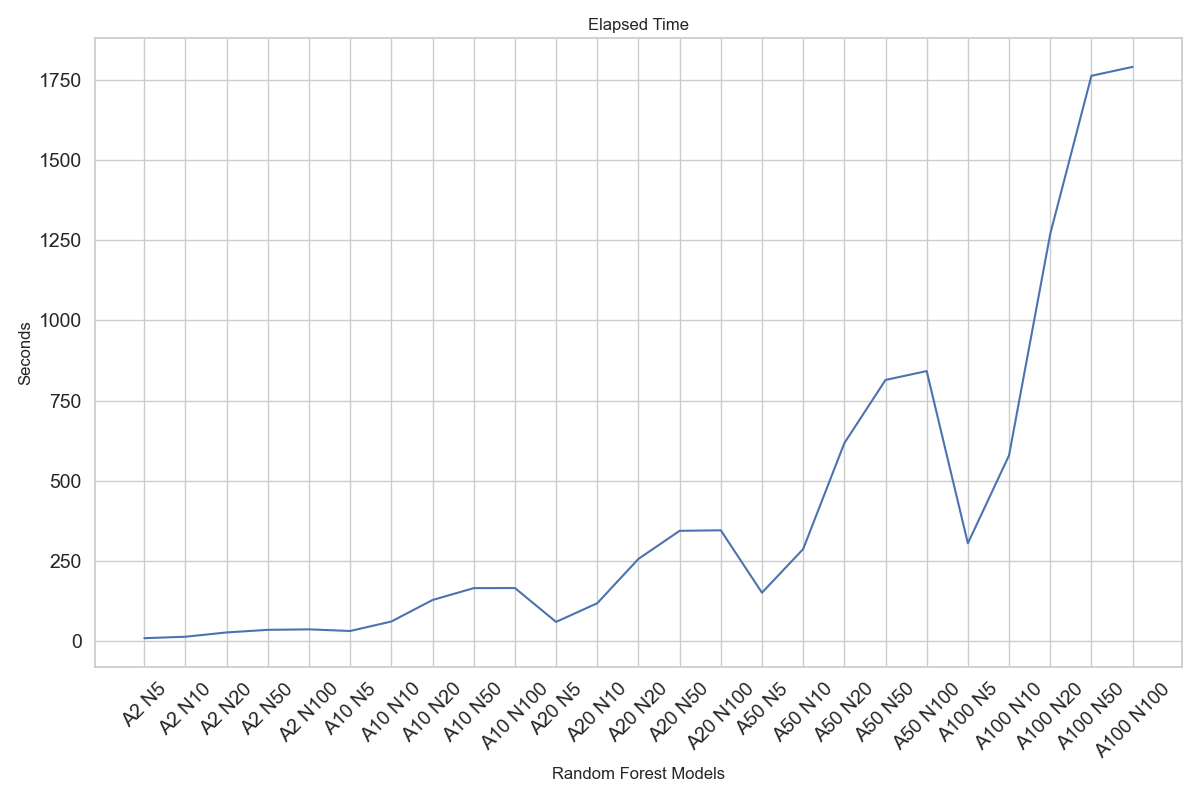 Elapsed Time
Seconds
1750
1500
1250
1000
750
500
250
0
A2 N5
A2 N10
A2 N20
A2 N50
A2 N100
A10 N5
A10 N10
A10 N20
A10 N50
A10 N100
A20 N5
A20 N10
A20 N20
A20 N50
A20 N100
A50 N5
A50 N10
A50 N20
A50 N50
A50 N100
A100 N5
A100 N10
A100 N20
A100 N50
A100 N100
Random Forest Models